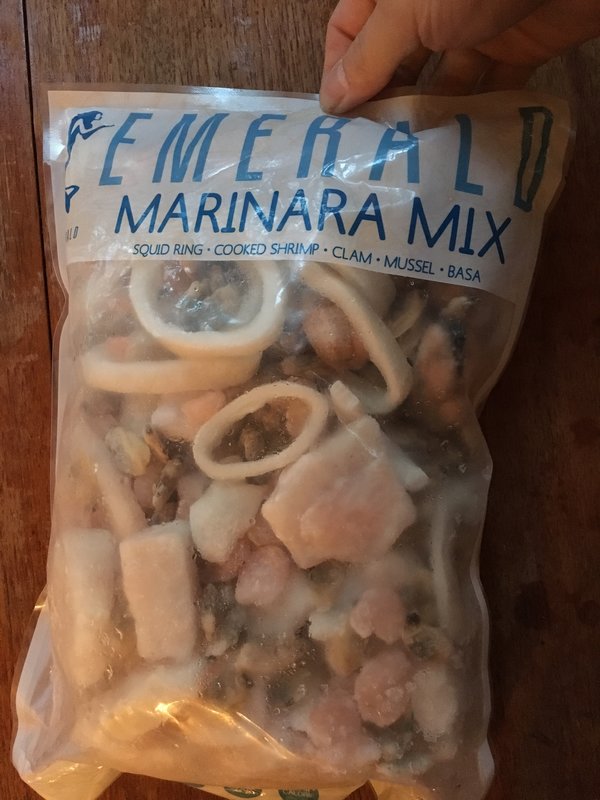 EMERALD
MARINARA MIX
SQUID RING • COOKED SHRIMP • CLAM • MUSSEL • BASA